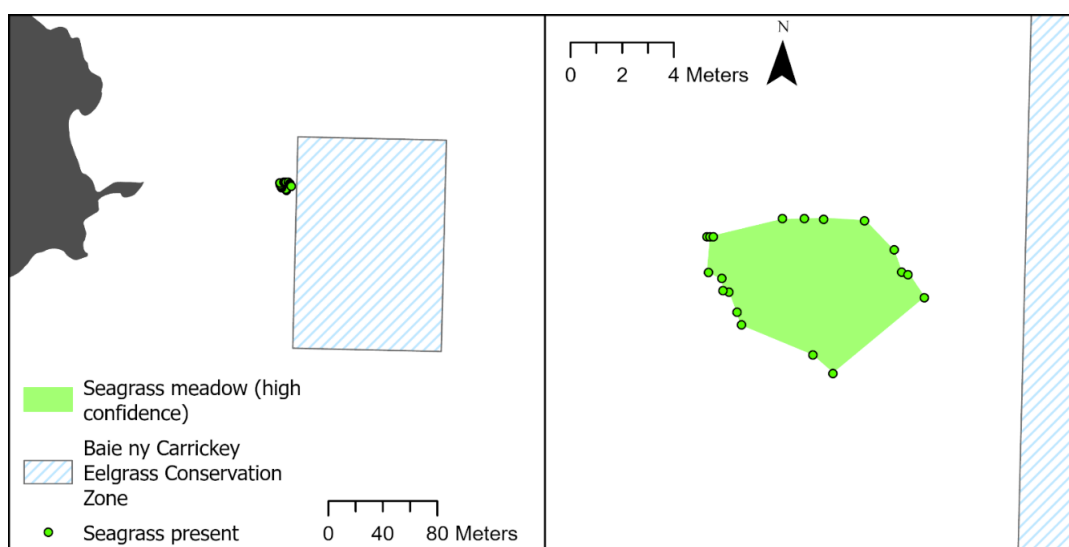 Seagrass meadow (high
confidence)
Baie ny Carrickey
Eelgrass Conservation
Zone
Seagrass present
0 40 80 Meters
N
0 2 4 Meters